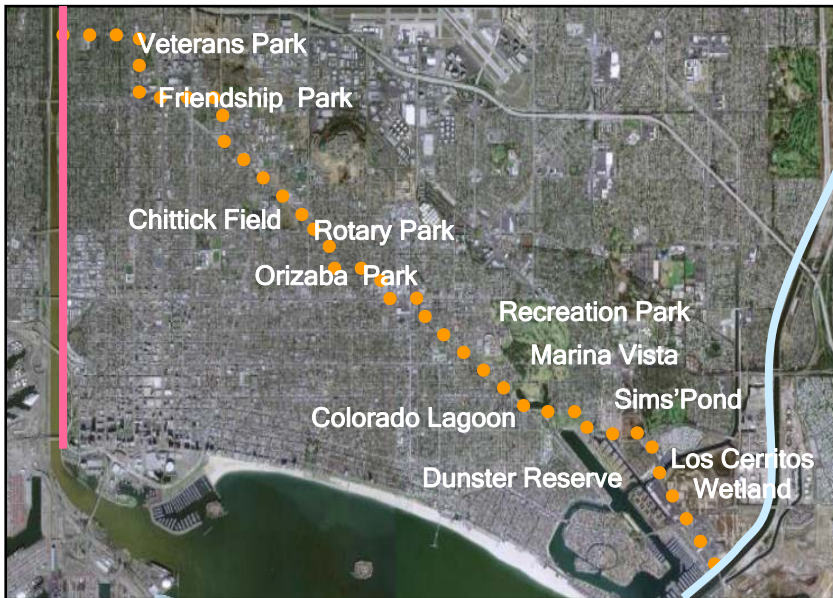 Veterans Park
Friendship  Park
Chittick Field
Rotary Park
Orizaba  Park
Recreation Park
Marina Vista
Sims'Pond
Colorado Lagoon
Los Cerritos
Wetland
Dunster Reserve